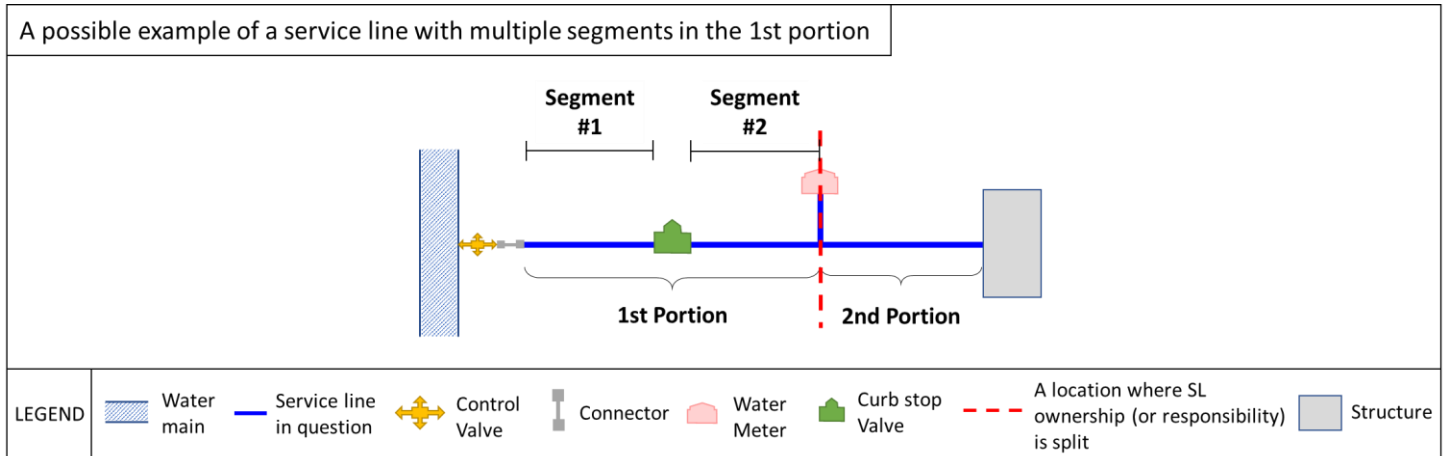 A possible example of a service line with multiple segments in the 1st portion
Segment
#1
Segment
#2
1st Portion
2nd Portion
LEGEND
Water
main
Service line
in question
Control
Valve
Connector
Water
Meter
Curb stop
Valve
A location where SL
ownership (or responsibility)
is split
Structure